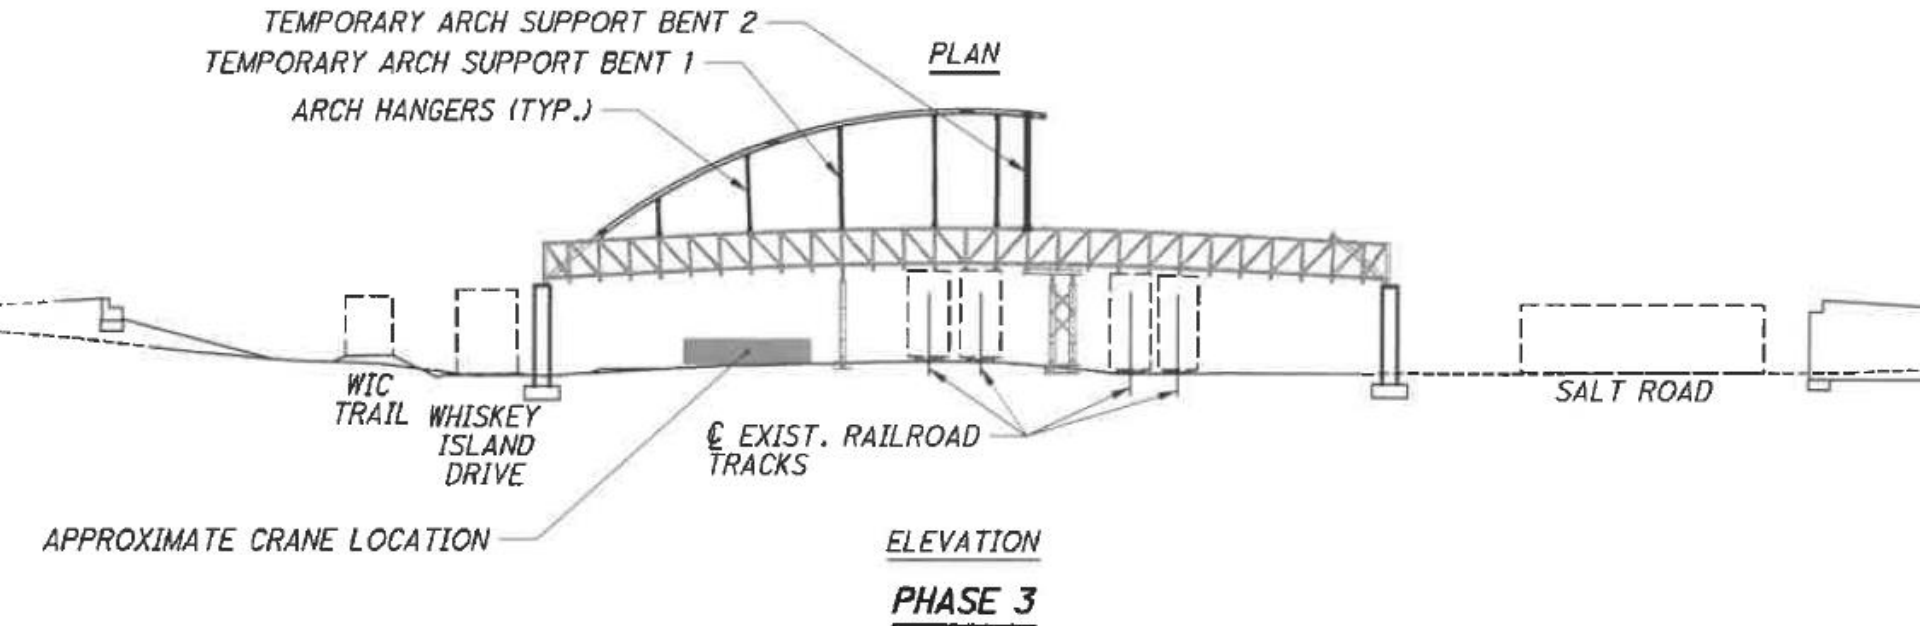 TEMPORARY ARCH SUPPORT BENT 2
PLAN
TEMPORARY ARCH SUPPORT BENT 1
ARCH HANGERS (TYP.)
WIC
TRAIL
WHISKEY
ISLAND
DRIVE
SALT ROAD
℄ EXIST. RAILROAD
TRACKS
APPROXIMATE CRANE LOCATION
ELEVATION
PHASE 3